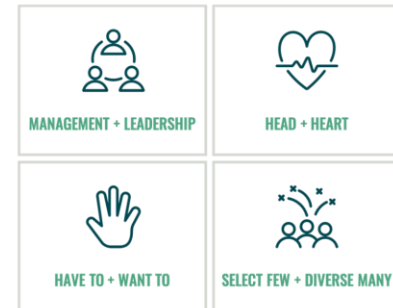 MANAGEMENT + LEADERSHIP
HEAD + HEART
HAVE TO + WANT TO
SELECT FEW + DIVERSE MANY